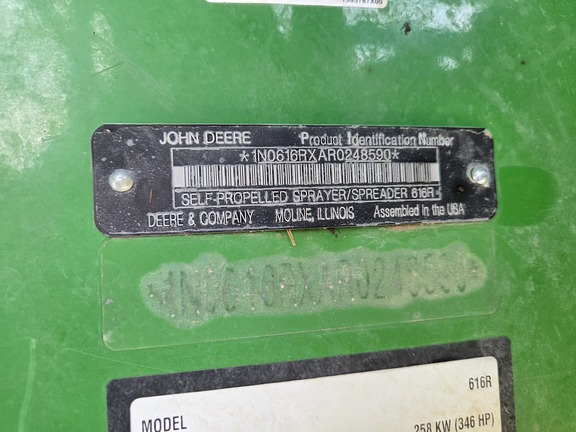 JOHN DEERE Product Identification Number
*1N0616RXAR0248590*
SELF-PROPELLED SPRAYER/SPREADER 616R
DEERE & COMPANY MOLINE, ILLINOIS Assembled in the USA
616R
MODEL
258 KW (346 HP)